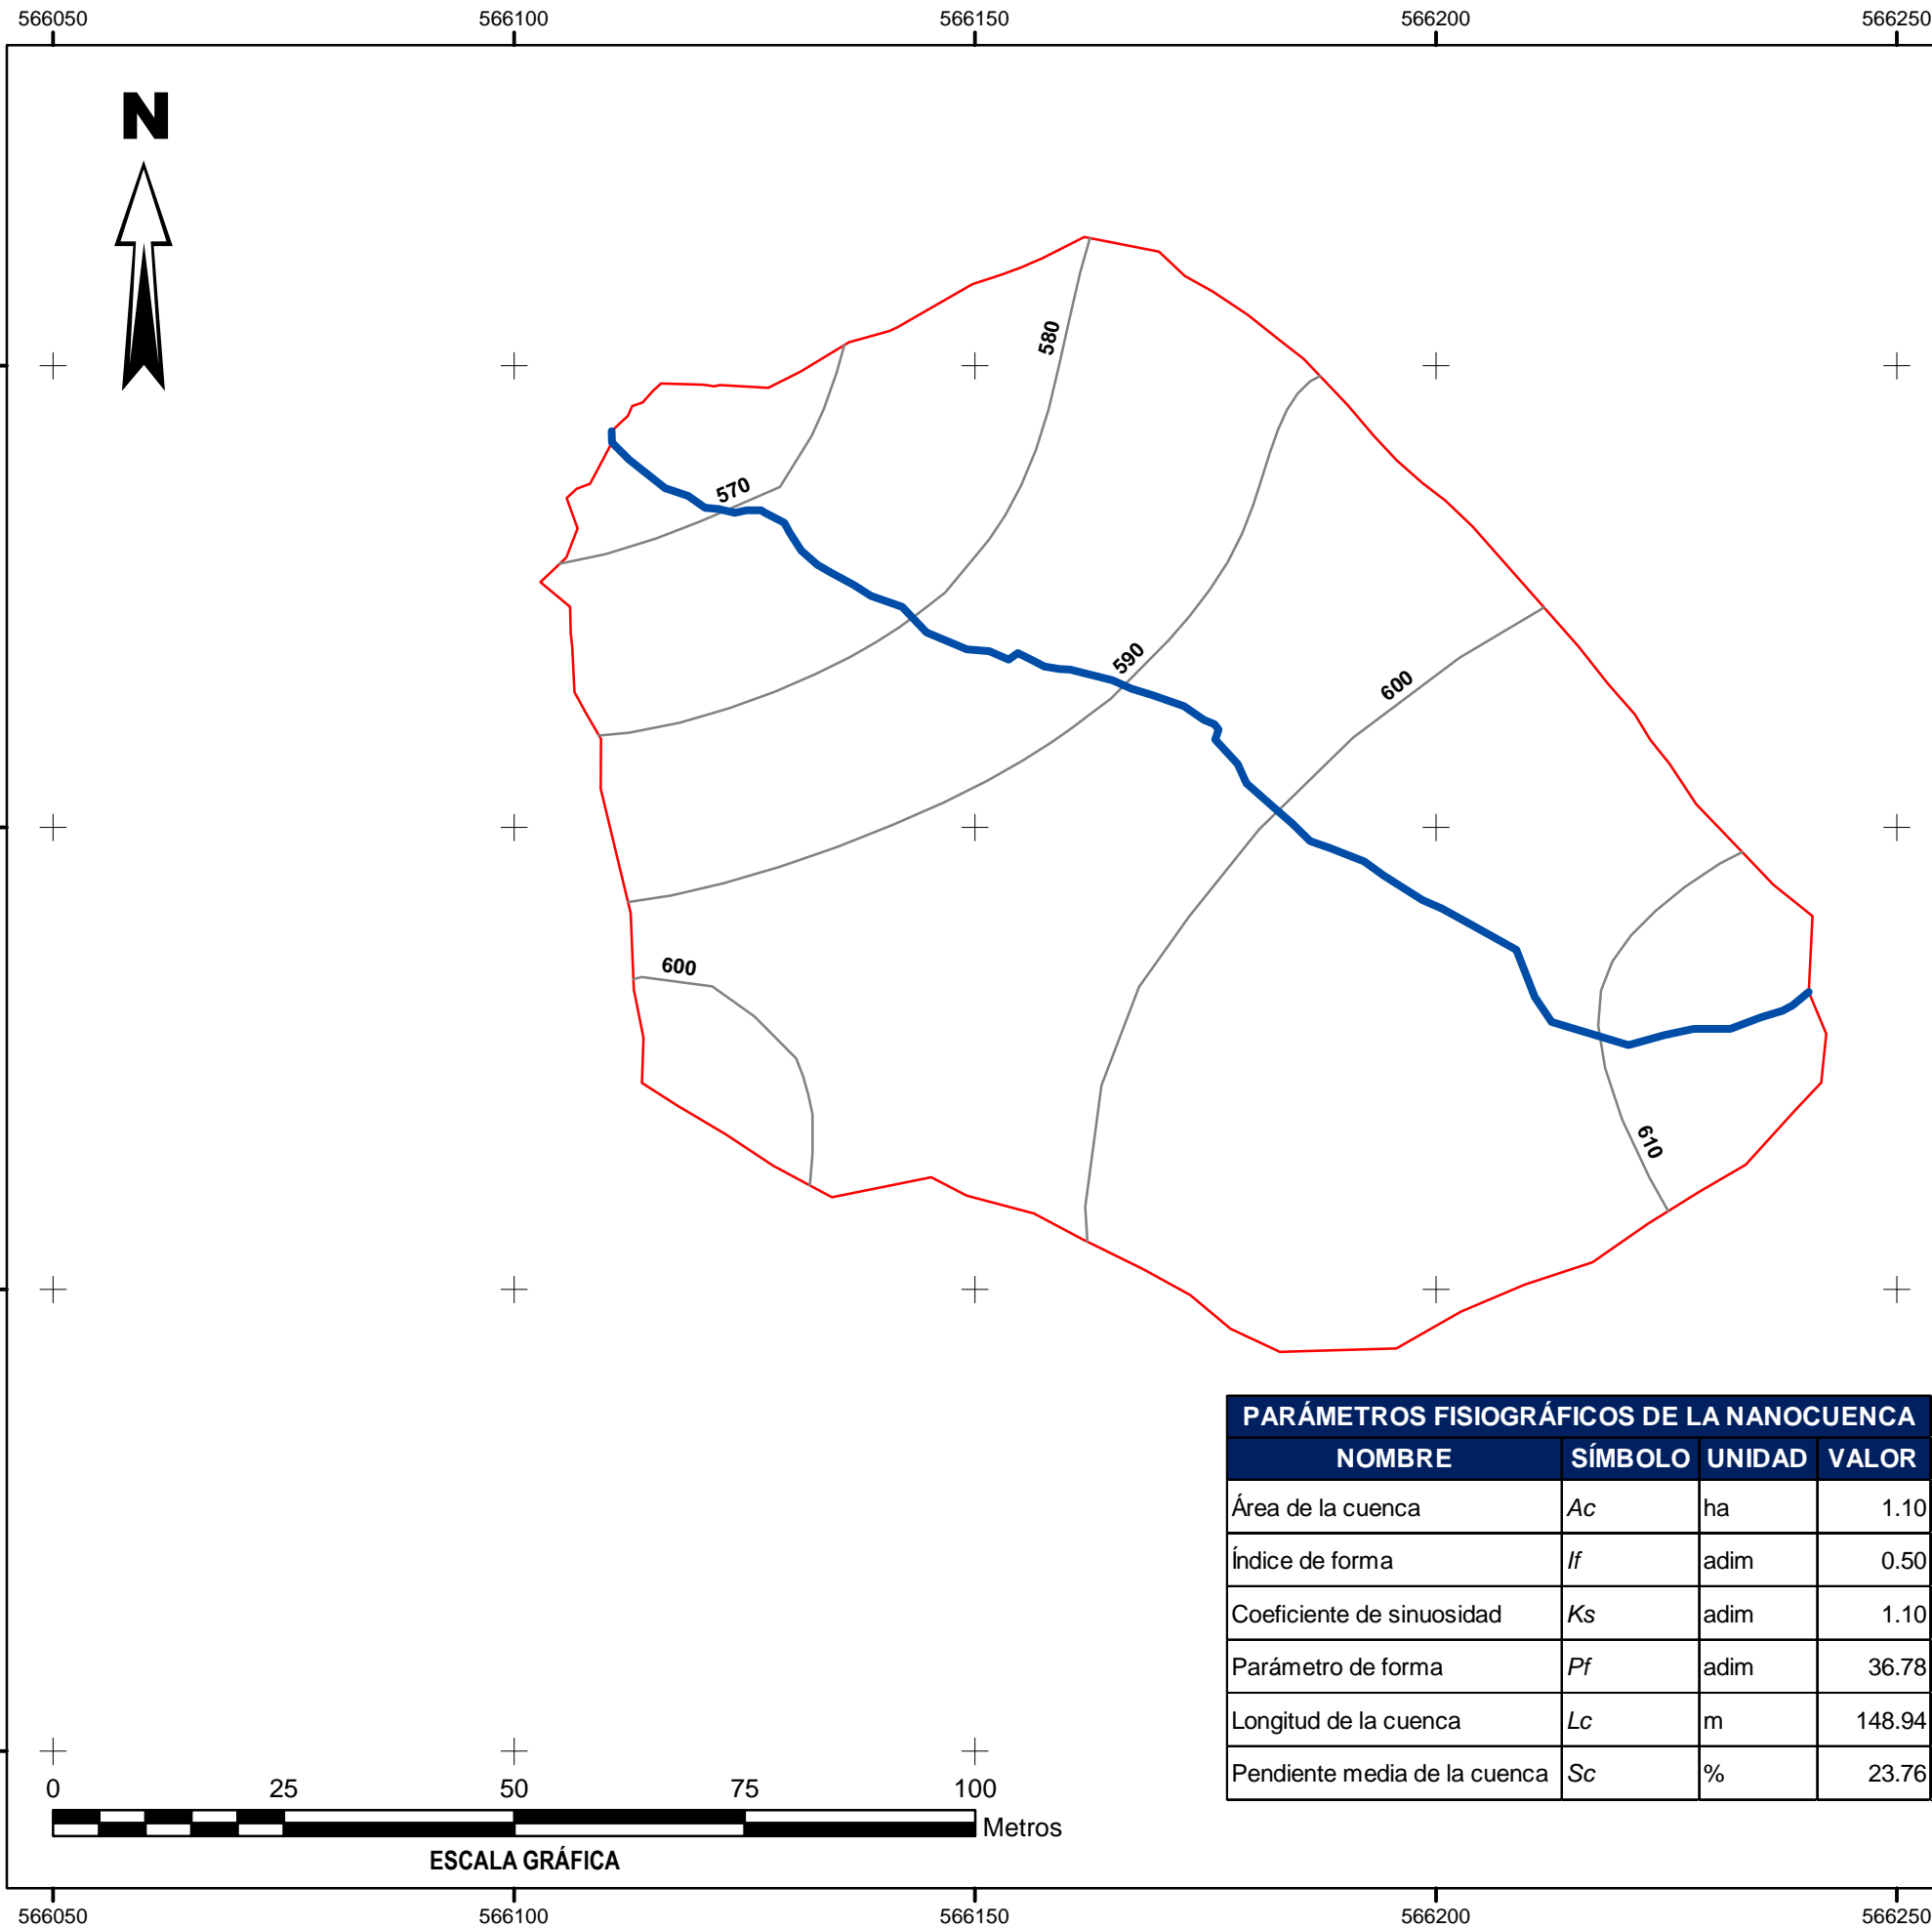 566050 566100 566150 566200 566250
N
580
570
590
600
600
610
PARÁMETROS FISIOGRÁFICOS DE LA NANOCUENCA
NOMBRE SÍMBOLO UNIDAD VALOR
Área de la cuenca Ac ha 1.10
Índice de forma If adim 0.50
Coeficiente de sinuosidad Ks adim 1.10
Parámetro de forma Pf adim 36.78
Longitud de la cuenca Lc m 148.94
Pendiente media de la cuenca Sc % 23.76
0 25 50 75 100
Metros
ESCALA GRÁFICA
566050 566100 566150 566200 566250